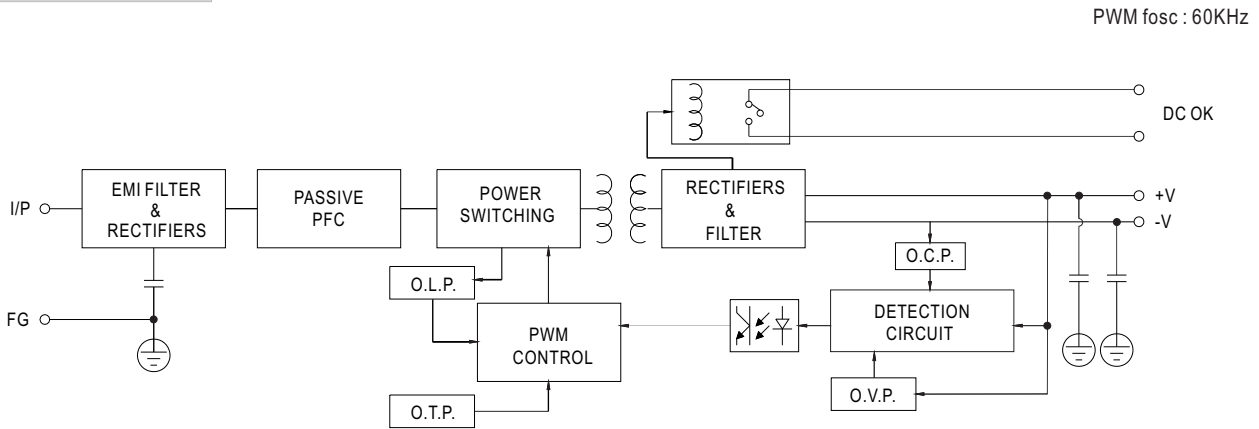 PWM fosc : 60KHz
DC OK
I/P
EMI FILTER
&
RECTIFIERS
PASSIVE
PFC
POWER
SWITCHING
RECTIFIERS
&
FILTER
+V
-V
O.C.P.
O.L.P.
FG
PWM
CONTROL
DETECTION
CIRCUIT
O.T.P.
O.V.P.